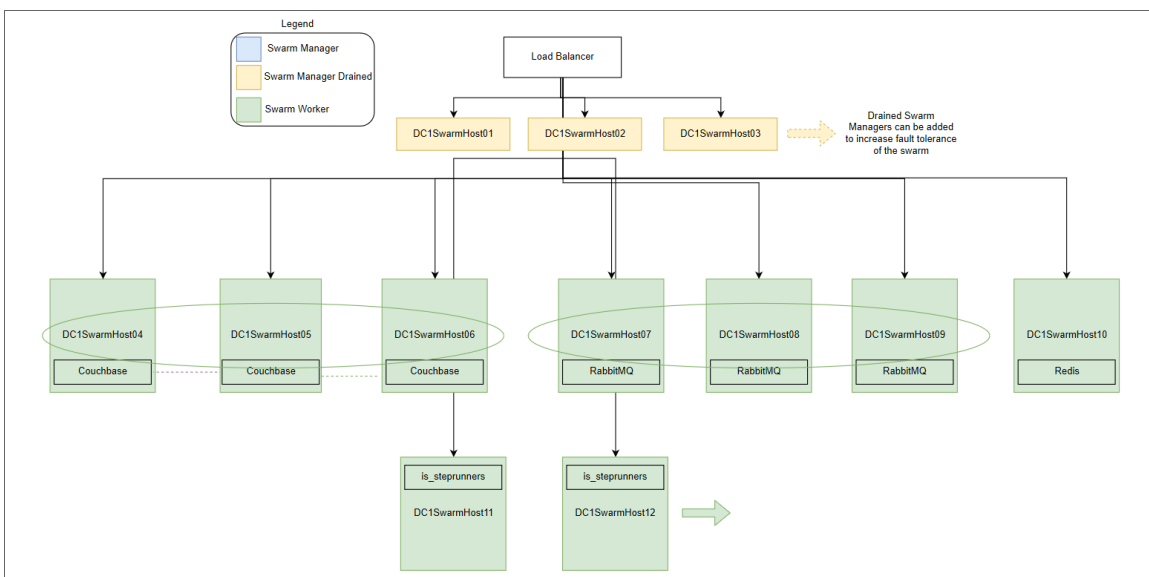 Legend
Swarm Manager
Swarm Manager Drained
Swarm Worker
Load Balancer
DC1SwarmHost01
DC1SwarmHost02
DC1SwarmHost03
Drained Swarm
Managers can be added
to increase fault tolerance
of the swarm
DC1SwarmHost04
DC1SwarmHost05
DC1SwarmHost06
DC1SwarmHost07
DC1SwarmHost08
DC1SwarmHost09
DC1SwarmHost10
Couchbase
Couchbase
Couchbase
RabbitMQ
RabbitMQ
RabbitMQ
Redis
is_steprunners
is_steprunners
DC1SwarmHost11
DC1SwarmHost12